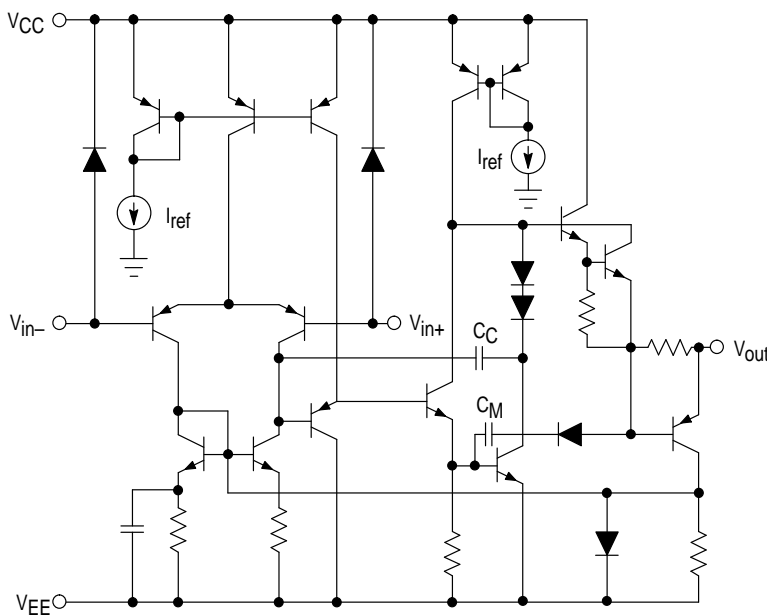 VCC
Iref
Iref
Vin–
Vin+
CC
Vout
CM
VEE